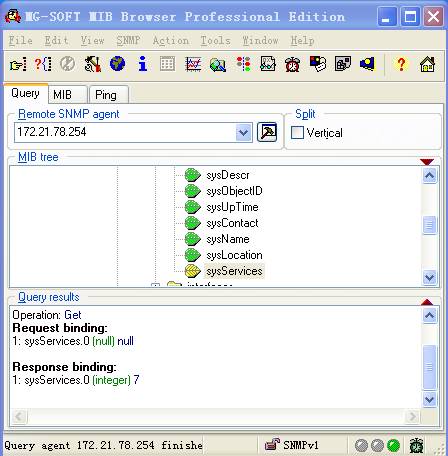 MG-SOFT MIB Browser Professional Edition
File Edit View SNMP Action Tools Window Help
Query MIB Ping
Remote SNMP agent Split
172.21.78.254 Vertical
MIB tree
sysDescr
sysObjectID
sysUpTime
sysContact
sysName
sysLocation
sysServices
Query results
Operation: Get
Request binding:
1: sysServices.0 (null) null
Response binding:
1: sysServices.0 (integer) 7
Query agent 172.21.78.254 finishe SNMPv1